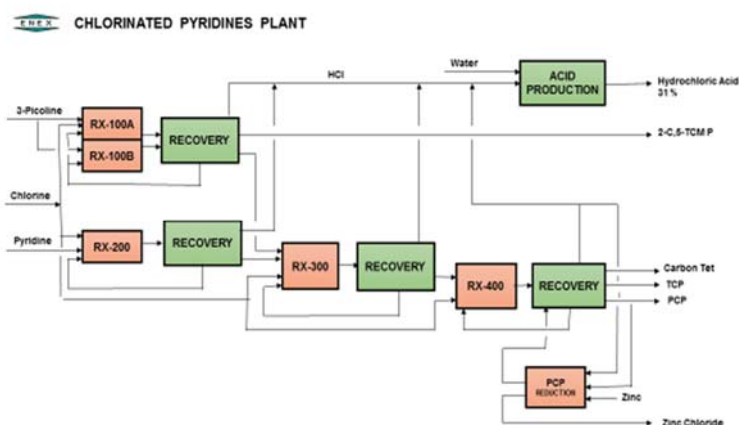 ENEX
CHLORINATED PYRIDINES PLANT
HCl
Water
ACID
PRODUCTION
Hydrochloric Acid
31 %
3-Picoline
RX-100A
RX-100B
RECOVERY
2-C,5-TCM P
Chlorine
Pyridine
RX-200
RECOVERY
RX-300
RECOVERY
RX-400
RECOVERY
Carbon Tet
TCP
PCP
PCP
REDUCTION
Zinc
Zinc Chloride